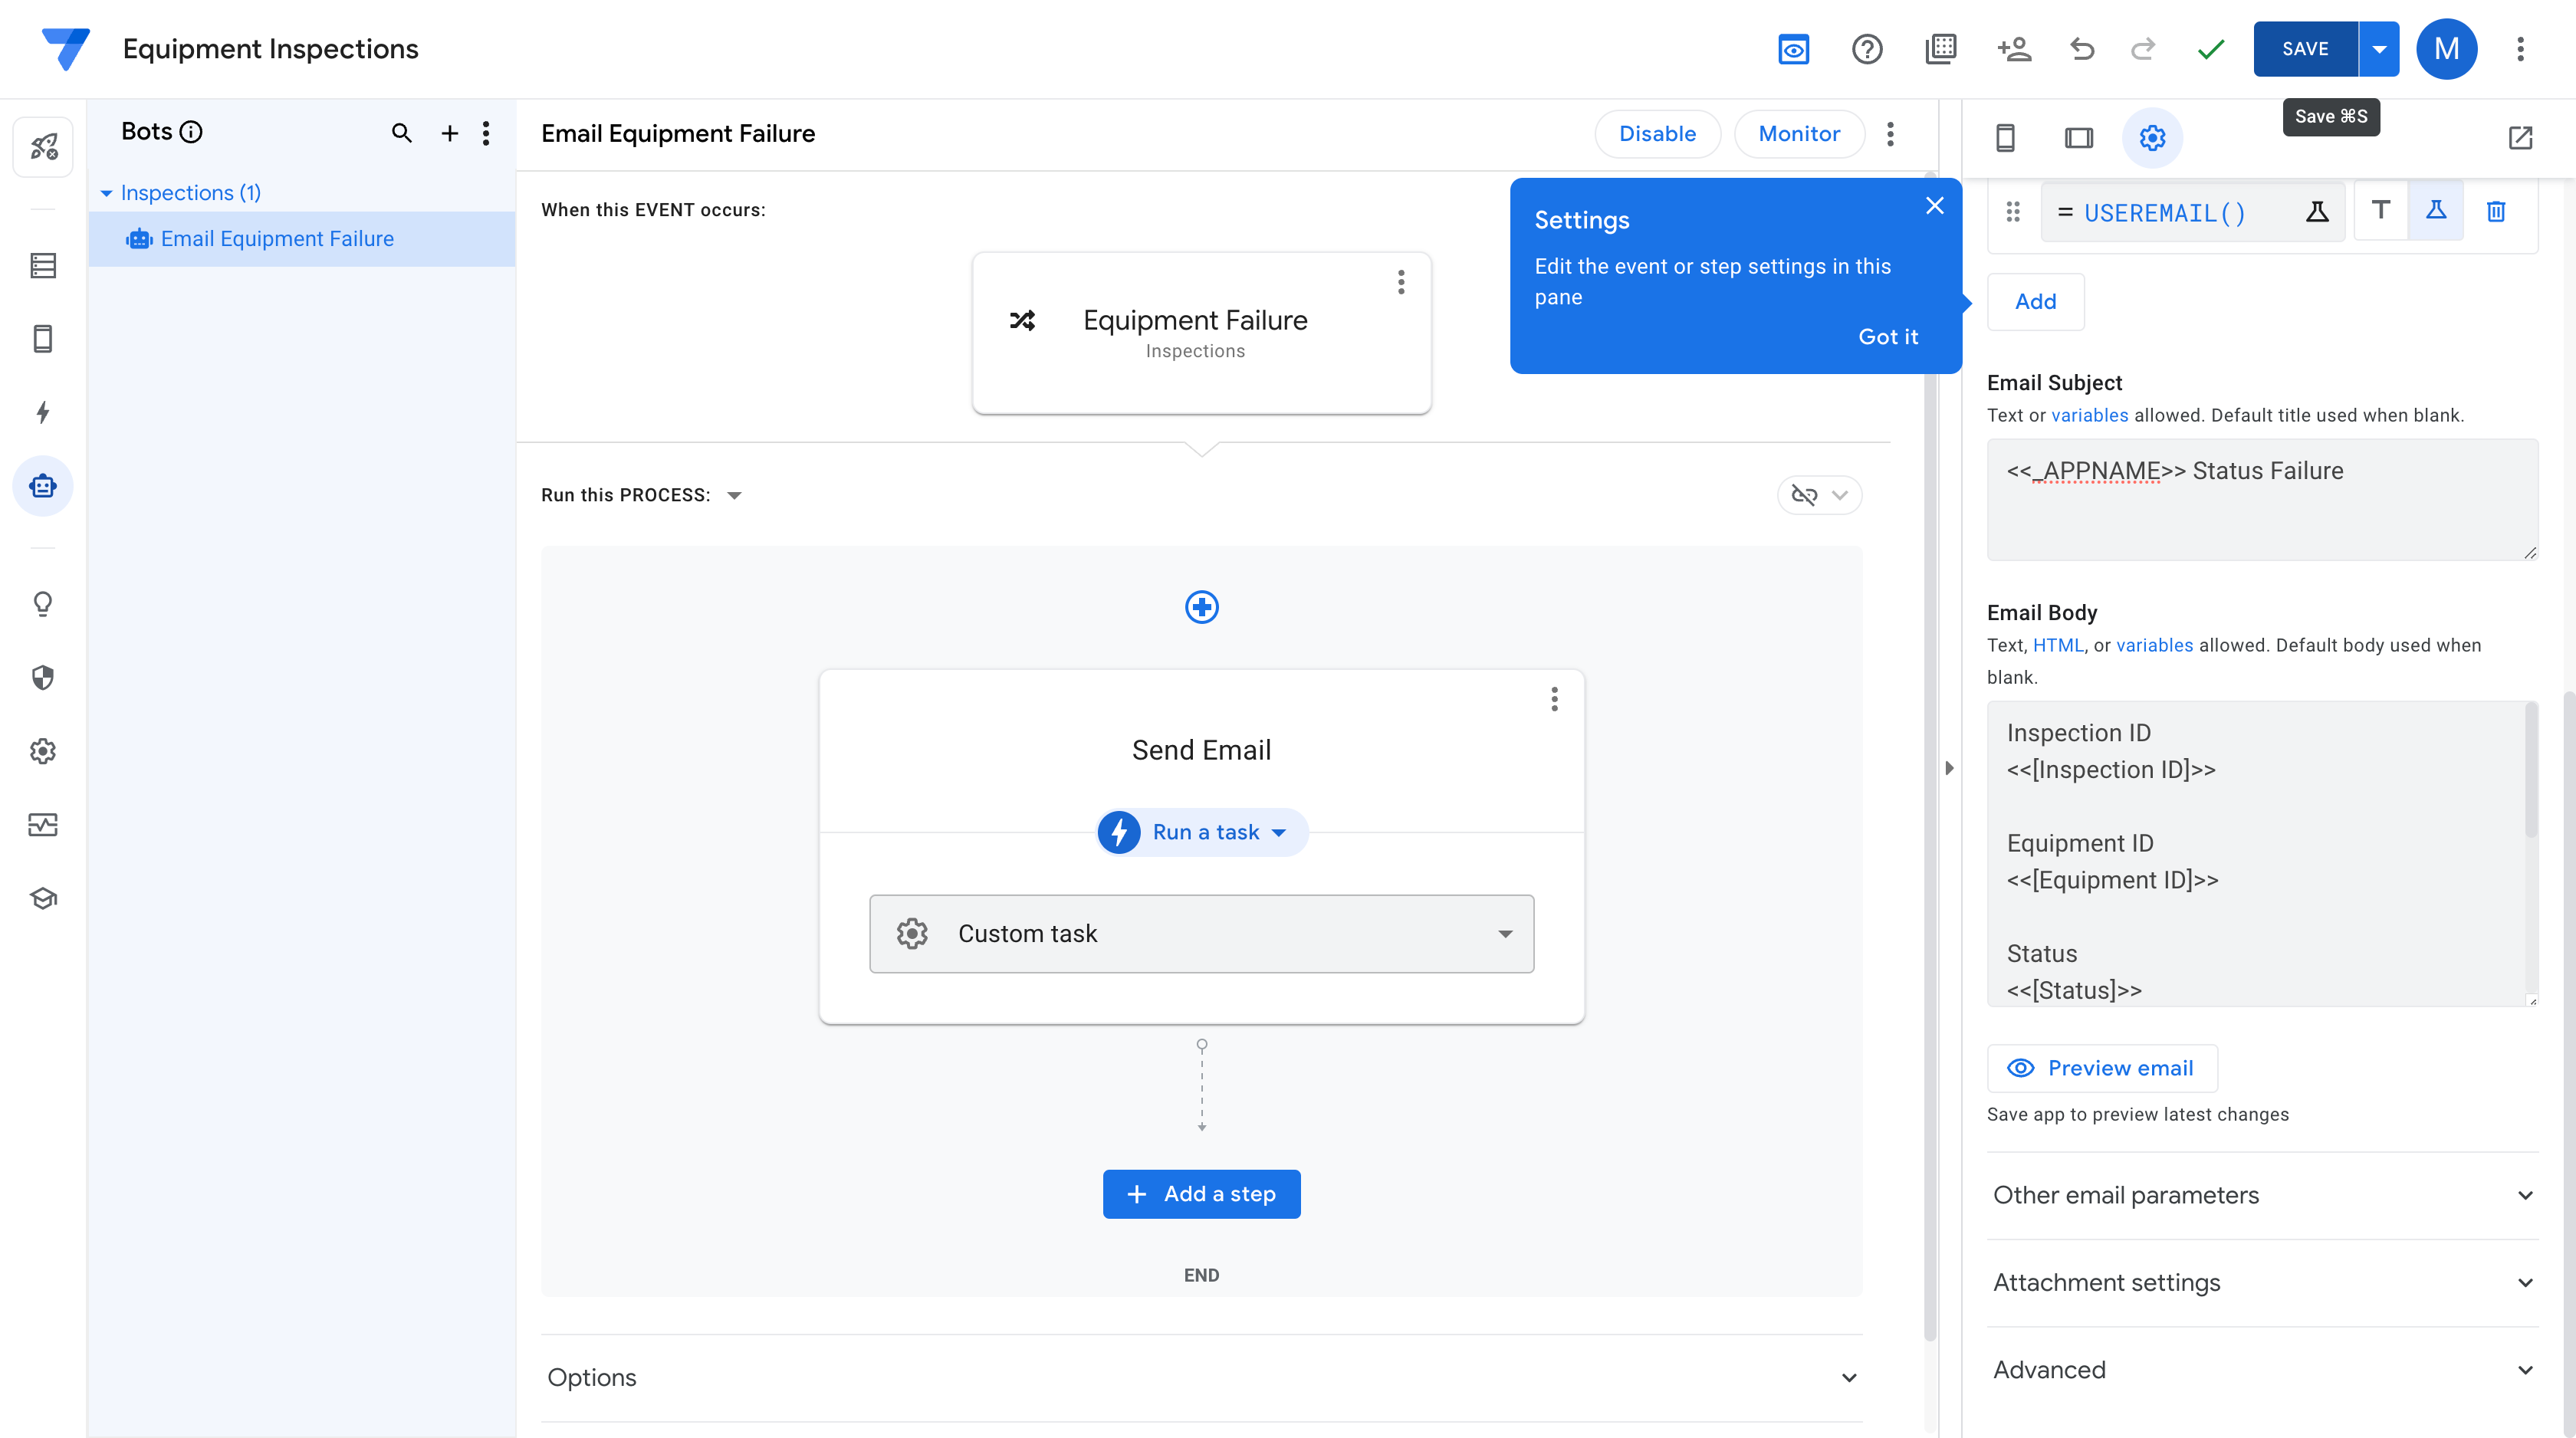 Equipment Inspections
SAVE
M
Save ⌘S
Bots
Inspections (1)
Email Equipment Failure
Email Equipment Failure
Disable
Monitor
When this EVENT occurs:
Equipment Failure
Inspections
Settings
Edit the event or step settings in this
pane
Got it
Run this PROCESS:
Send Email
Run a task
Custom task
+ Add a step
END
Options
= USEREMAIL()
T
Add
Email Subject
Text or variables allowed. Default title used when blank.
<<_APPNAME>> Status Failure
Email Body
Text, HTML, or variables allowed. Default body used when
blank.
Inspection ID
<<[Inspection ID]>>
Equipment ID
<<[Equipment ID]>>
Status
<<[Status]>>
Preview email
Save app to preview latest changes
Other email parameters
Attachment settings
Advanced